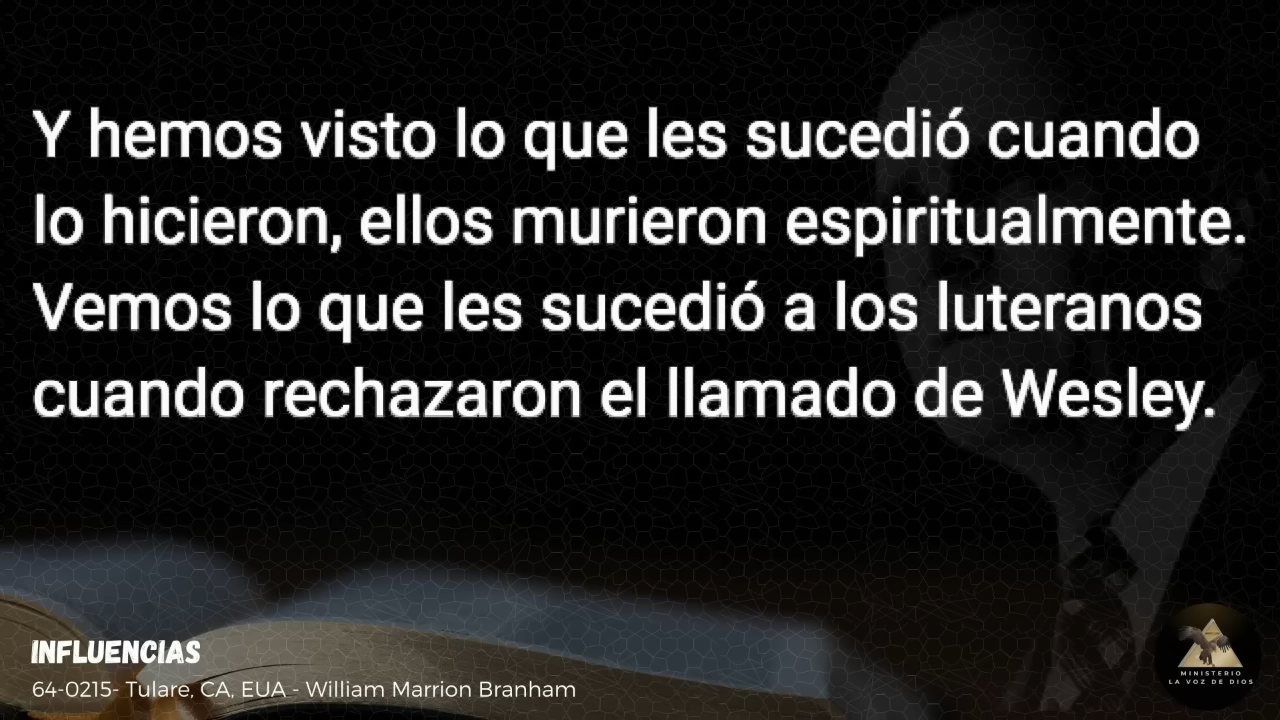 Y hemos visto lo que les sucedió cuando
lo hicieron, ellos murieron espiritualmente.
Vemos lo que les sucedió a los luteranos
cuando rechazaron el llamado de Wesley.
INFLUENCIAS
64-0215- Tulare, CA, EUA - William Marrion Branham
MINISTERIO
LA VOZ DE DIOS